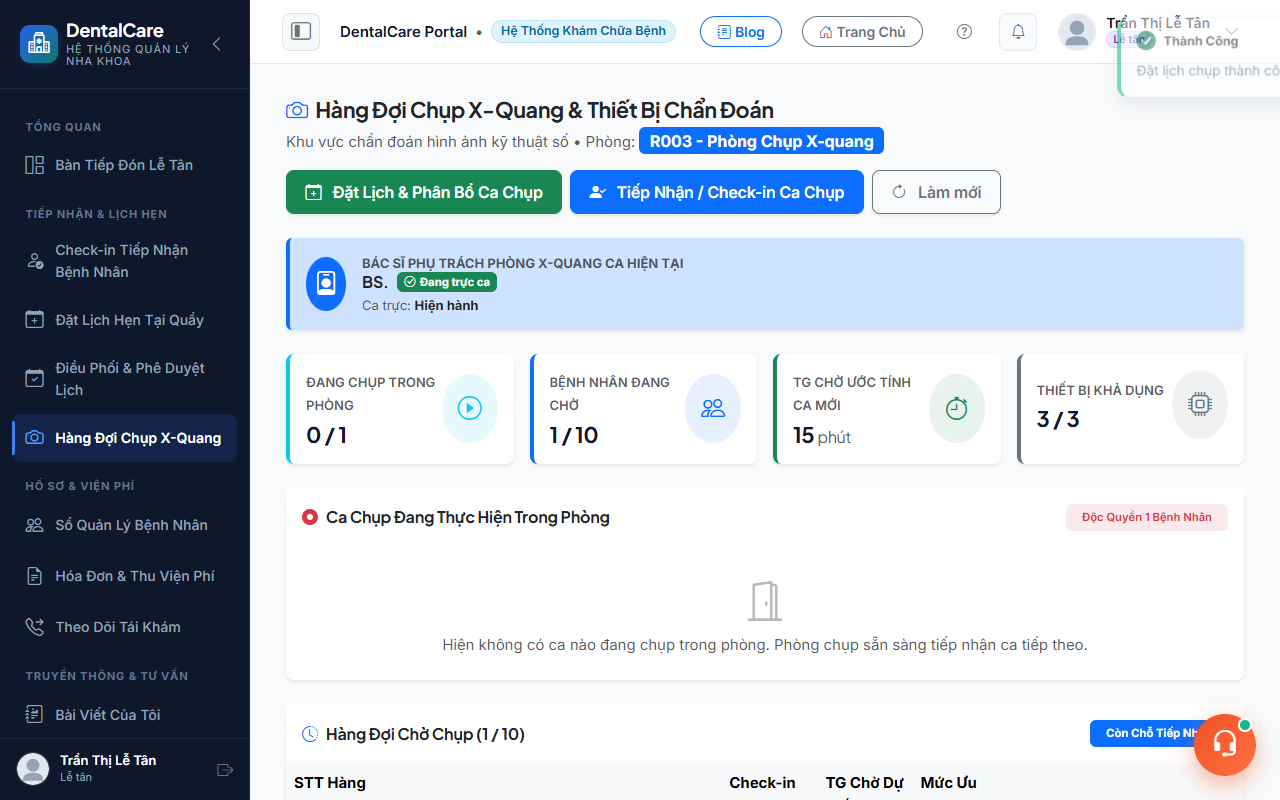 DentalCare
HỆ THỐNG QUẢN LÝ
NHA KHOA
TỔNG QUAN
Bàn Tiếp Đón Lễ Tân
TIẾP NHẬN & LỊCH HẸN
Check-in Tiếp Nhận
Bệnh Nhân
Đặt Lịch Hẹn Tại Quầy
Điều Phối & Phê Duyệt
Lịch
Hàng Đợi Chụp X-Quang
HỒ SƠ & VIỆN PHÍ
Sổ Quản Lý Bệnh Nhân
Hóa Đơn & Thu Viện Phí
Theo Dõi Tái Khám
TRUYỀN THÔNG & TƯ VẤN
Bài Viết Của Tôi
Trần Thị Lễ Tân
Lễ tân
DentalCare Portal • Hệ Thống Khám Chữa Bệnh
Blog
Trang Chủ
Trần Thị Lễ Tân
Lễ tân
Thành Công
Đặt lịch chụp thành
Hàng Đợi Chụp X-Quang & Thiết Bị Chẩn Đoán
Khu vực chẩn đoán hình ảnh kỹ thuật số • Phòng: R003 - Phòng Chụp X-quang
Đặt Lịch & Phân Bổ Ca Chụp
Tiếp Nhận / Check-in Ca Chụp
Làm mới
BÁC SĨ PHỤ TRÁCH PHÒNG X-QUANG CA HIỆN TẠI
BS. Đang trực ca
Ca trực: Hiện hành
ĐANG CHỤP TRONG
PHÒNG
0 / 1
BỆNH NHÂN ĐANG
CHỜ
1 / 10
TG CHỜ ƯỚC TÍNH
CA MỚI
15 phút
THIẾT BỊ KHẢ DỤNG
3 / 3
Ca Chụp Đang Thực Hiện Trong Phòng
Độc Quyền 1 Bệnh Nhân
Hiện không có ca nào đang chụp trong phòng. Phòng chụp sẵn sàng tiếp nhận ca tiếp theo.
Hàng Đợi Chờ Chụp (1 / 10)
Còn Chỗ Tiếp
STT Hàng
Check-in
TG Chờ Dự
Mức Ưu